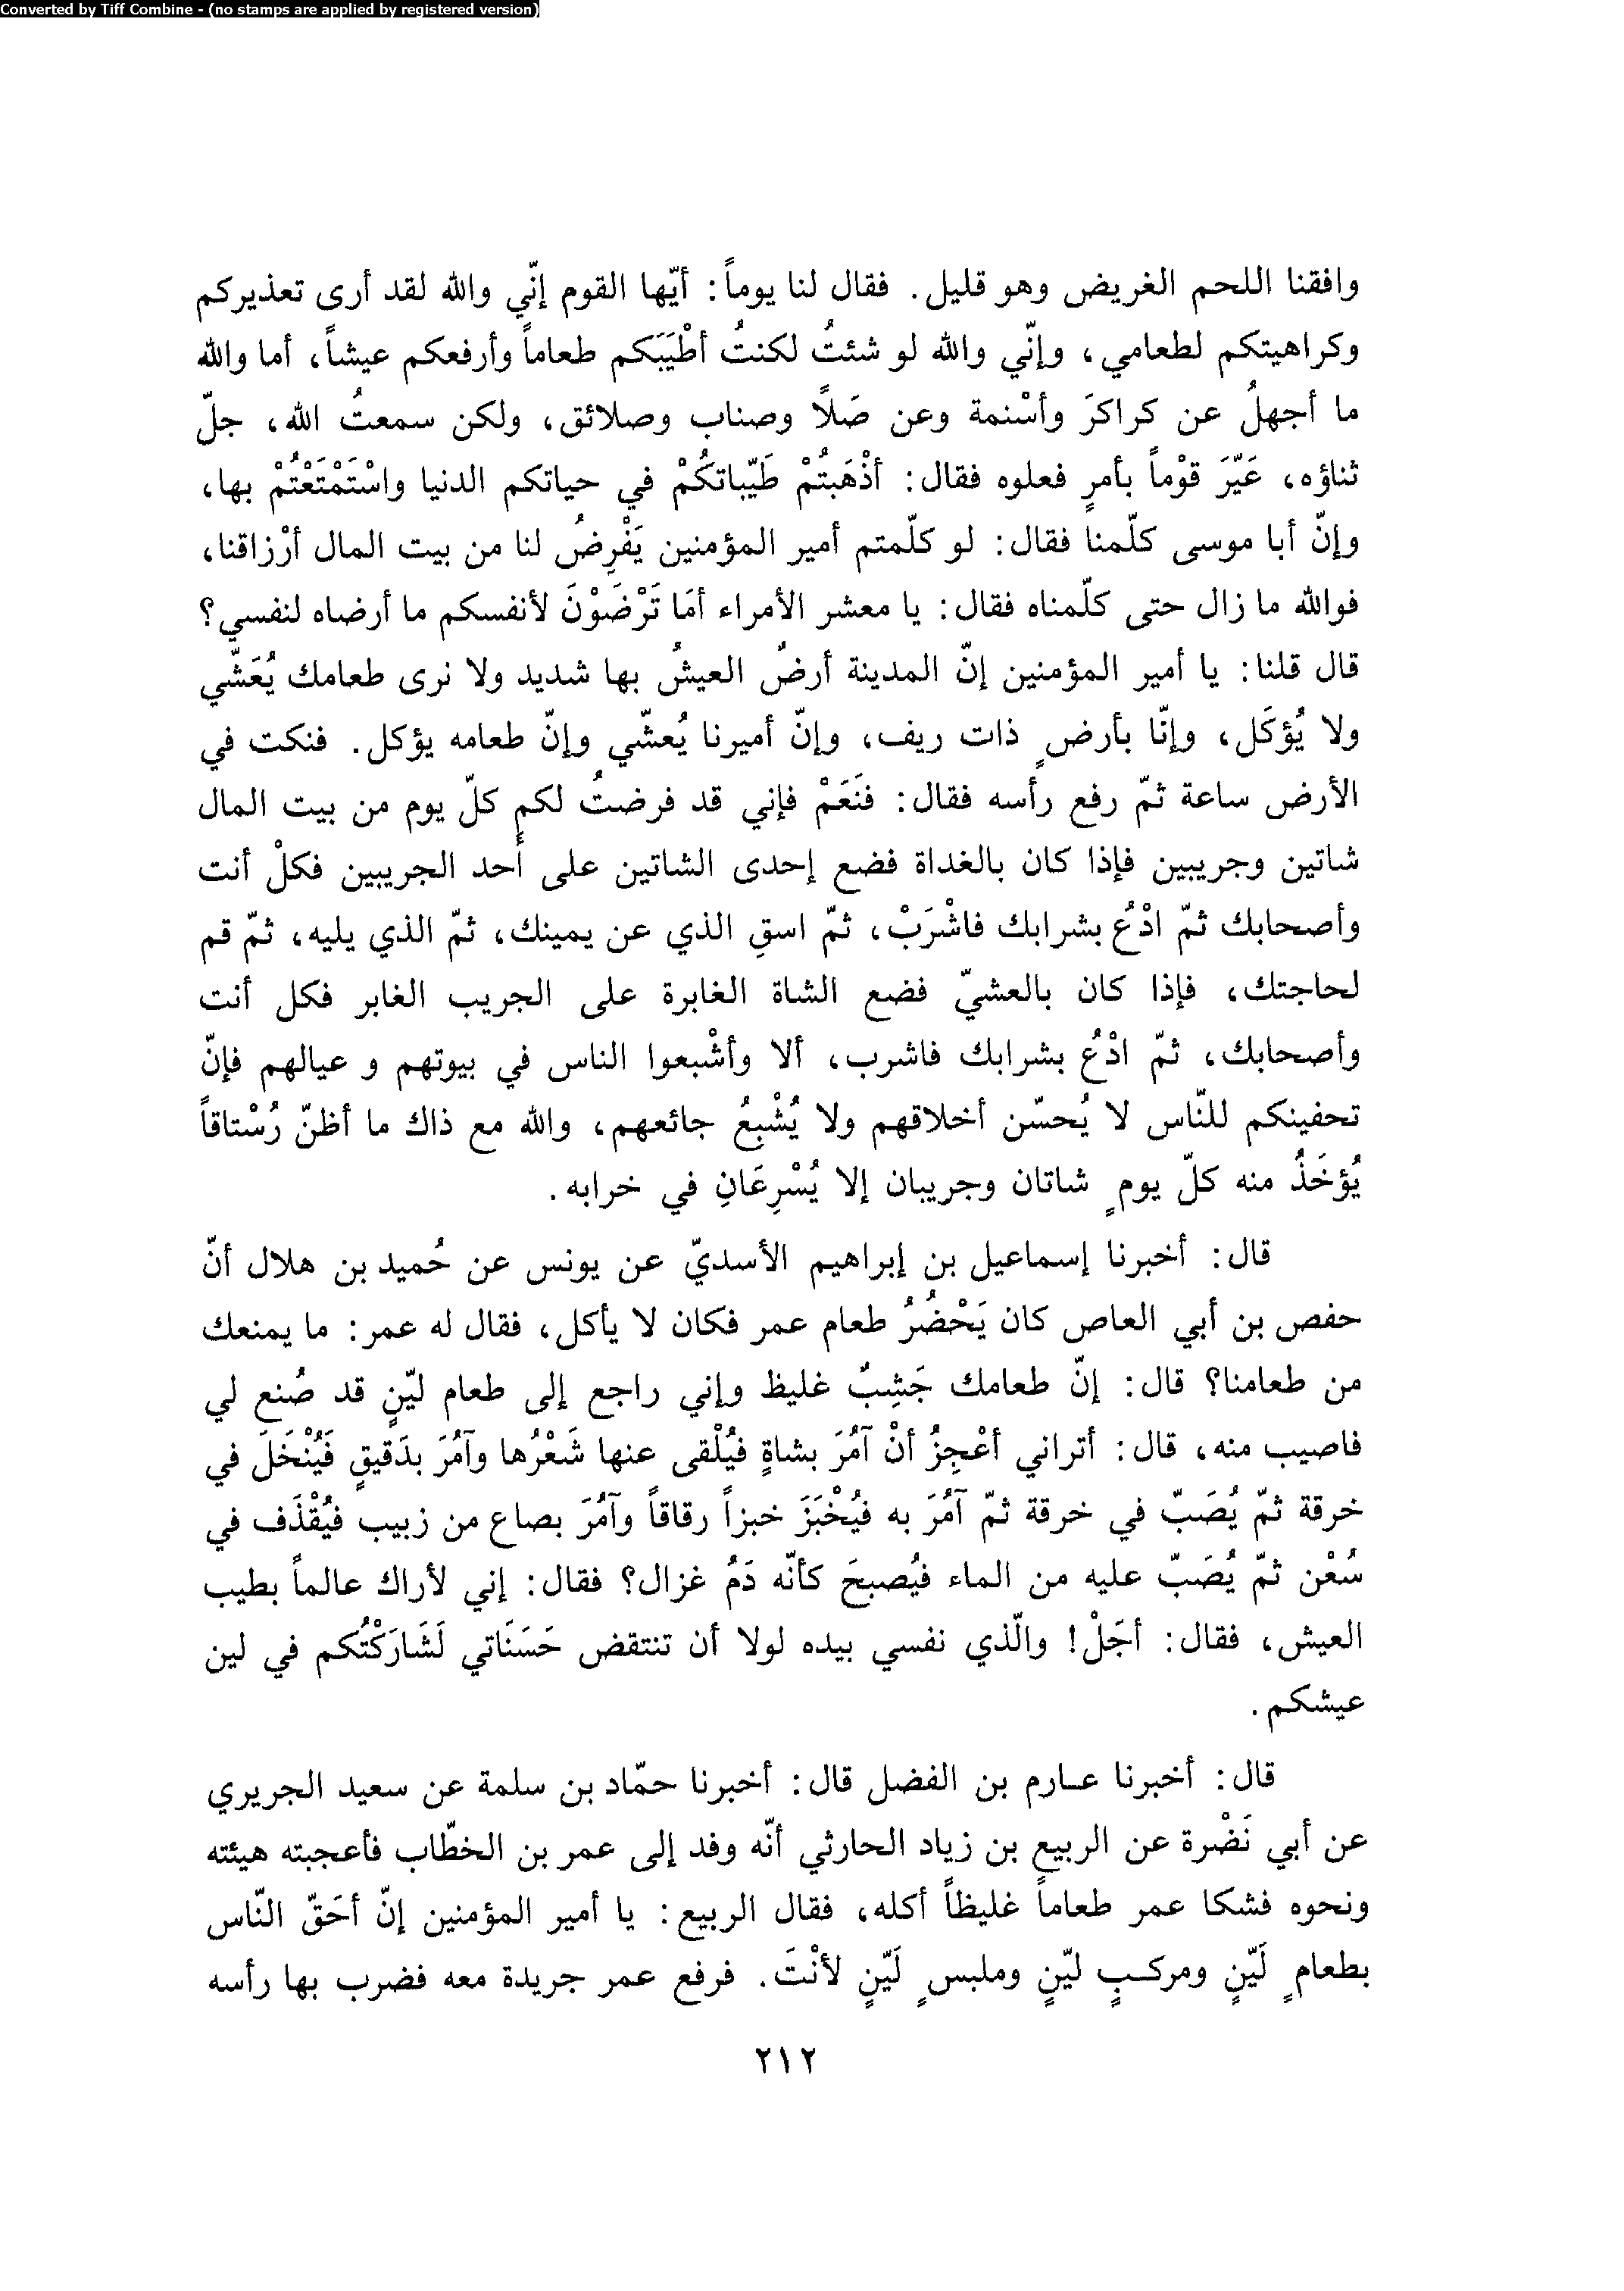 Converted by Tiff Combine - (no stamps are applied by registered version)
وافقنا اللحم الغريض وهو قليل. فقال لنا يوماً: أيّها القوم إنّي والله لقد أرى تعذيركم
وكراهيتكم لطعامي، وإنّي والله لو شئتُ لكنتُ أطْيَبَكم طعاماً وأرفعكم عيشاً، أما والله
ما أجهلُ عن كراكرَ وأسْنمة وعن صَلاً وصناب وصلائق، ولكن سمعتُ الله، جلّ
ثناؤه، عَيّرَ قوْماً بأمرٍ فعلوه فقال: أذْهَبتُمْ طَيّباتكُمْ في حياتكم الدنيا واسْتَمْتَعْتُمْ بها،
وإنّ أبا موسى كلّمنا فقال: لو كلّمتم أمير المؤمنين يَفْرِضُ لنا من بيت المال أرْزاقنا،
فوالله ما زال حتى كلّمناه فقال: يا معشر الأمراء أمَا تَرْضَوْنَ لأنفسكم ما أرضاه لنفسي؟
قال قلنا: يا أمير المؤمنين إنّ المدينة أرضٌ العيشُ بها شديد ولا نرى طعامك يُعَشّي
ولا يُؤكَل، وإنّا بأرضٍ ذات ريف، وإنّ أميرنا يُعشّي وإنّ طعامه يؤكل. فنكت في
الأرض ساعة ثمّ رفع رأسه فقال: فنَعَمْ فإني قد فرضتُ لكم كلّ يوم من بيت المال
شاتين وجريبين فإذا كان بالغداة فضع إحدى الشاتين على أحد الجريبين فكلْ أنت
وأصحابك ثمّ ادْعُ بشرابك فاشْرَبْ، ثمّ اسقِ الذي عن يمينك، ثمّ الذي يليه، ثمّ قم
لحاجتك، فإذا كان بالعشيّ فضع الشاة الغابرة على الجريب الغابر فكل أنت
وأصحابك، ثمّ ادْعُ بشرابك فاشرب، ألا وأشْبعوا الناس في بيوتهم و عيالهم فإنّ
تحفينكم للنّاس لا يُحسّن أخلاقهم ولا يُشْبِعُ جائعهم، والله مع ذاك ما أظنّ رُسْتاقاً
يُؤخَذُ منه كلّ يومٍ شاتان وجريبان إلا يُسْرِعَانِ في خرابه.
قال: أخبرنا إسماعيل بن إبراهيم الأسديّ عن يونس عن حُميد بن هلال أنّ
حفص بن أبي العاص كان يَحْضُرُ طعام عمر فكان لا يأكل، فقال له عمر: ما يمنعك
من طعامنا؟ قال: إنّ طعامك جَشِبٌ غليظ وإني راجع إلى طعام ليّنٍ قد صُنع لي
فاصيب منه، قال: أتراني أعْجِزُ أنْ آمُرَ بشاةٍ فيُلْقى عنها شَعْرُها وآمُرَ بدَقيقٍ فَيُنْخَلَ في
خرقة ثمّ يُصَبّ في خرقة ثمّ آمُرَ به فيُخْبَزَ خبزاً رقاقاً وآمُرَ بصاع من زبيب فيُقْذَف في
سُعْن ثمّ يُصَبّ عليه من الماء فيُصبحَ كأنّه دَمُ غزال؟ فقال: إني لأراك عالماً بطيب
العيش، فقال: أجَلْ! والّذي نفسي بيده لولا أن تنتقض حَسَنَاتي لَشَارَكْتُكم في لين
عيشكم.
قال: أخبرنا عارم بن الفضل قال: أخبرنا حمّاد بن سلمة عن سعيد الجريري
عن أبي نَضْرة عن الربيع بن زياد الحارثي أنّه وفد إلى عمر بن الخطّاب فأعجبته هيئته
ونحوه فشكا عمر طعاماً غليظاً أكله، فقال الربيع: يا أمير المؤمنين إنّ أحَقّ النّاس
بطعامٍ لَيّنٍ ومركبٍ ليّنٍ وملبسٍ لَيّنٍ لأنْتَ. فرفع عمر جريدة معه فضرب بها رأسه
٢١٢